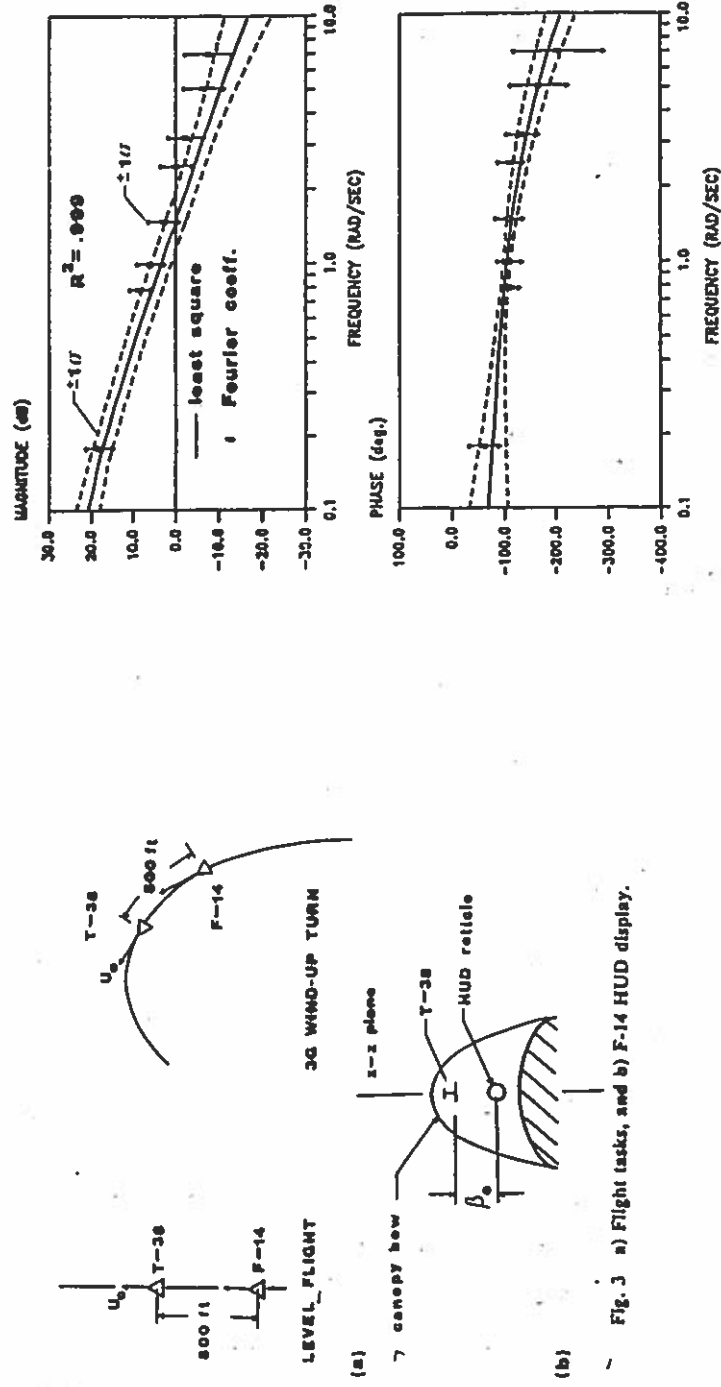 U₀
T-38
800 ft
F-14
LEVEL_FLIGHT
T-38
U₀
800 ft
F-14
3G WIND-UP TURN
(a)
canopy bow
x-z plane
T-38
HUD reticle
βₑ
(b)
Fig. 3 a) Flight tasks, and b) F-14 HUD display.
MAGNITUDE (dB)
30.0
20.0
10.0
0.0
-10.0
-20.0
-30.0
±1σ
R²=.999
±1σ
least square
Fourier coeff.
0.1
1.0
10.0
FREQUENCY (RAD/SEC)
PHASE (deg.)
100.0
0.0
-100.0
-200.0
-300.0
-400.0
0.1
1.0
10.0
FREQUENCY (RAD/SEC)